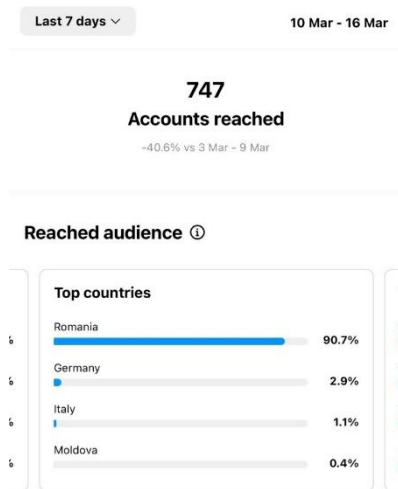 Last 7 days
10 Mar - 16 Mar
747
Accounts reached
-40.6% vs 3 Mar - 9 Mar
Reached audience
Top countries
Romania
90.7%
Germany
2.9%
Italy
1.1%
Moldova
0.4%